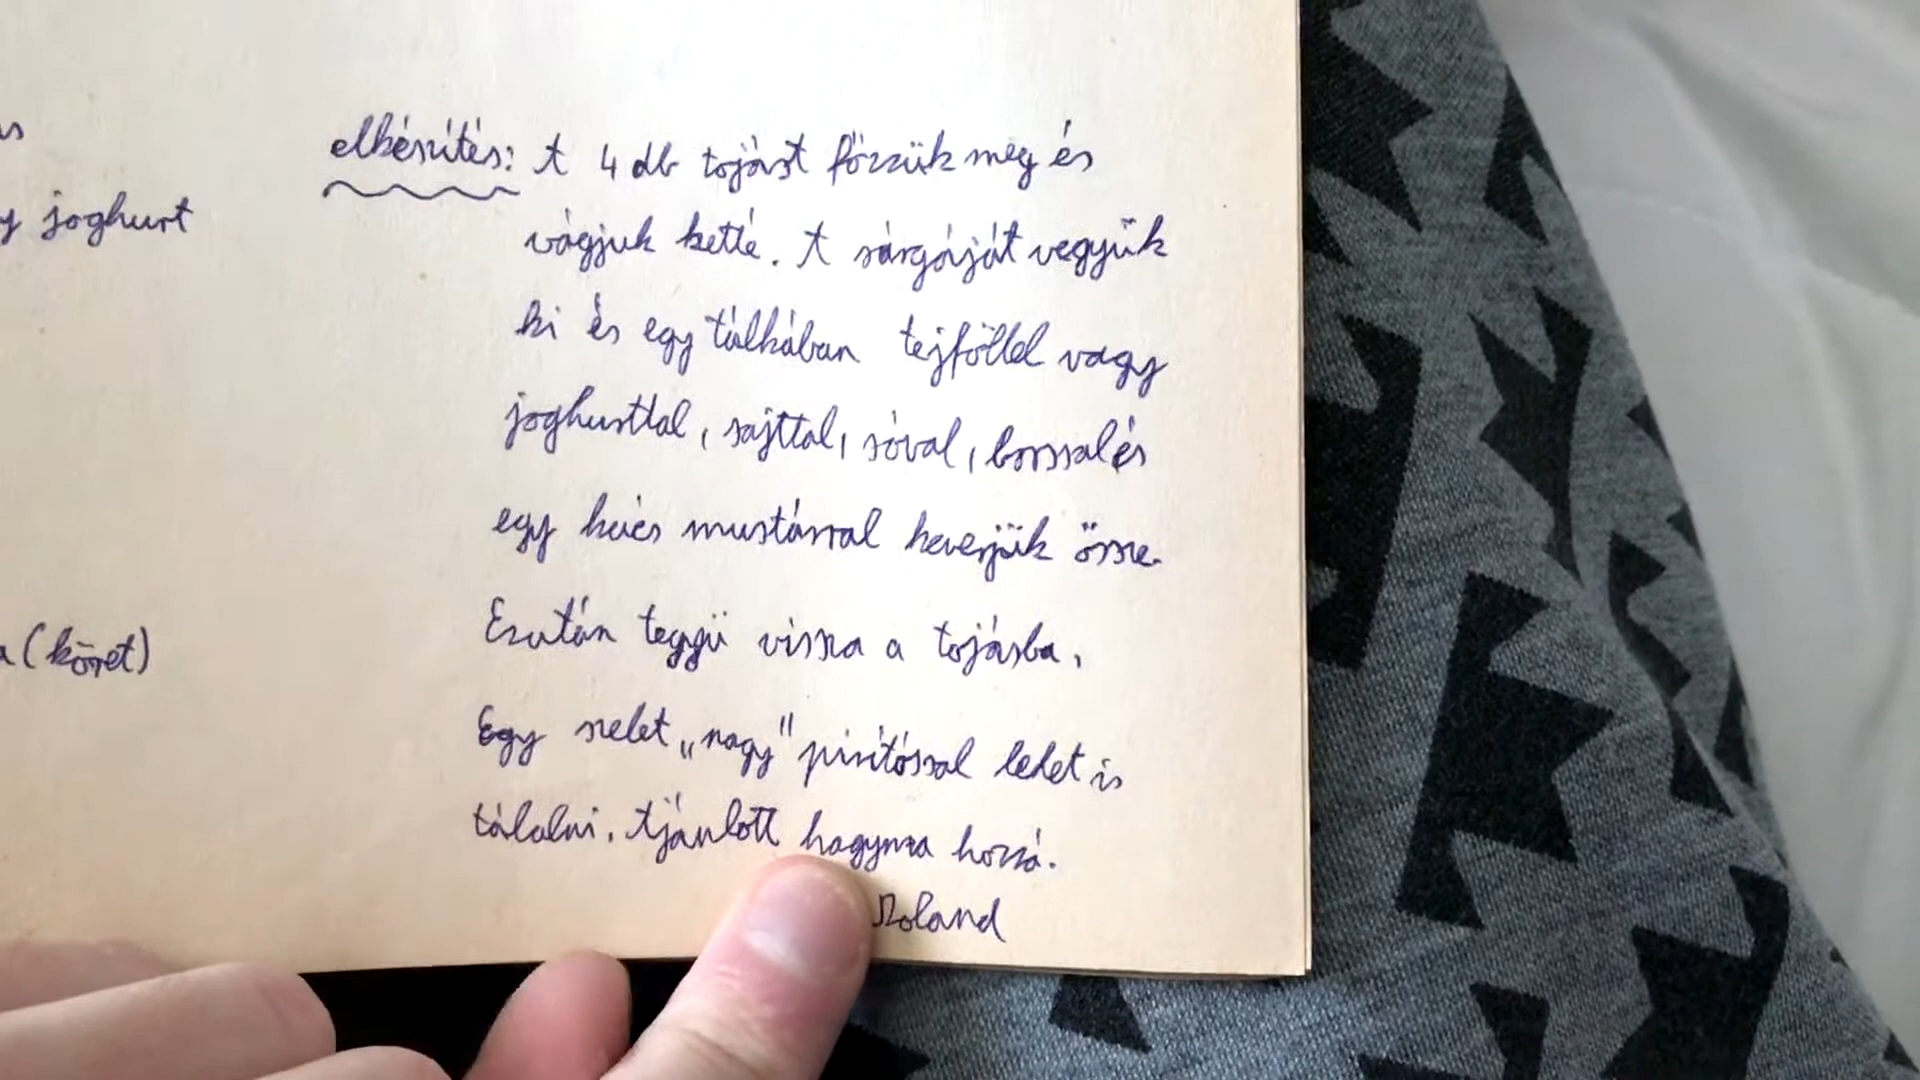 joghurt
(köret)
elkészítés: A 4 db tojást főzzük meg és
vágjuk ketté. A sárgáját vegyük
ki és egy tálkában tejföllel vagy
joghurttal, sajttal, sóval, borssal és
egy kács mustárral keverjük össze.
Ezután tegyü vissza a tojásba.
Egy szelet „nagy" pirítóssal lehet is
tálalni. Ajánlott hagyma hozzá.
Roland